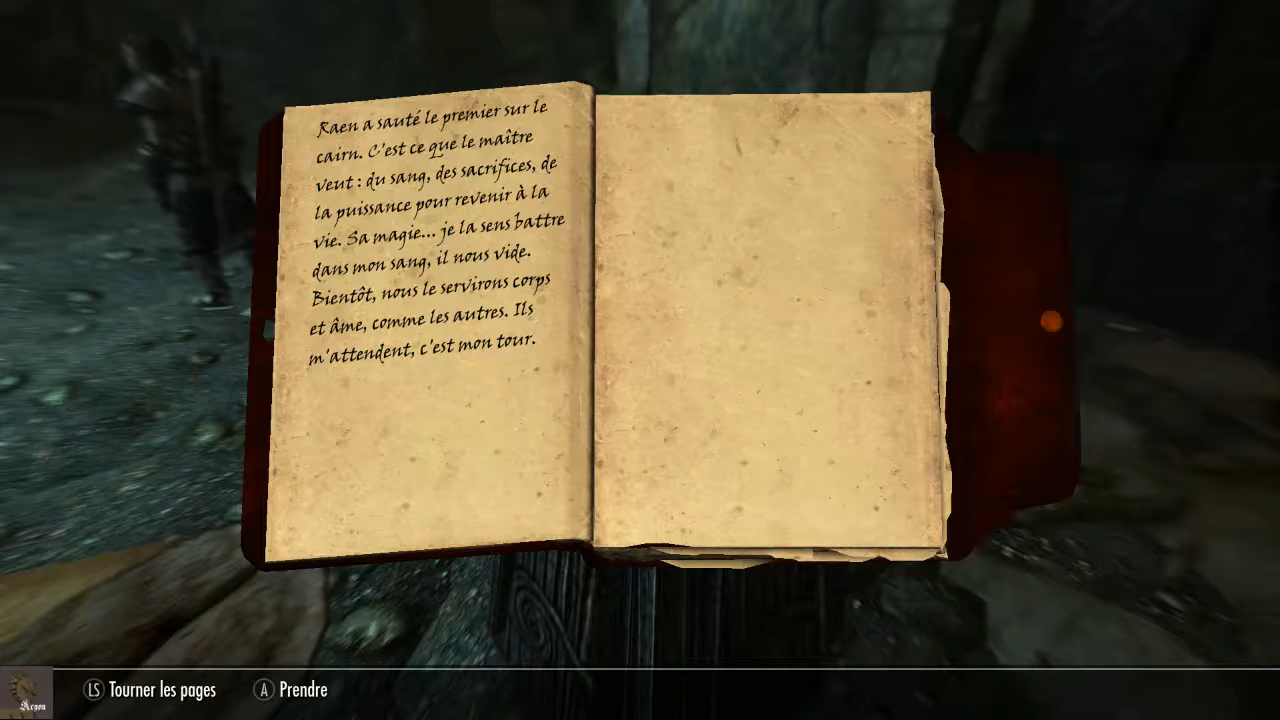 Raen a sauté le premier sur le
cairn. C'est ce que le maître
veut : du sang, des sacrifices, de
la puissance pour revenir à la
vie. Sa magie... je la sens battre
dans mon sang, il nous vide.
Bientôt, nous le servirons corps
et âme, comme les autres. Ils
m'attendent, c'est mon tour.
LS Tourner les pages A Prendre
Argon